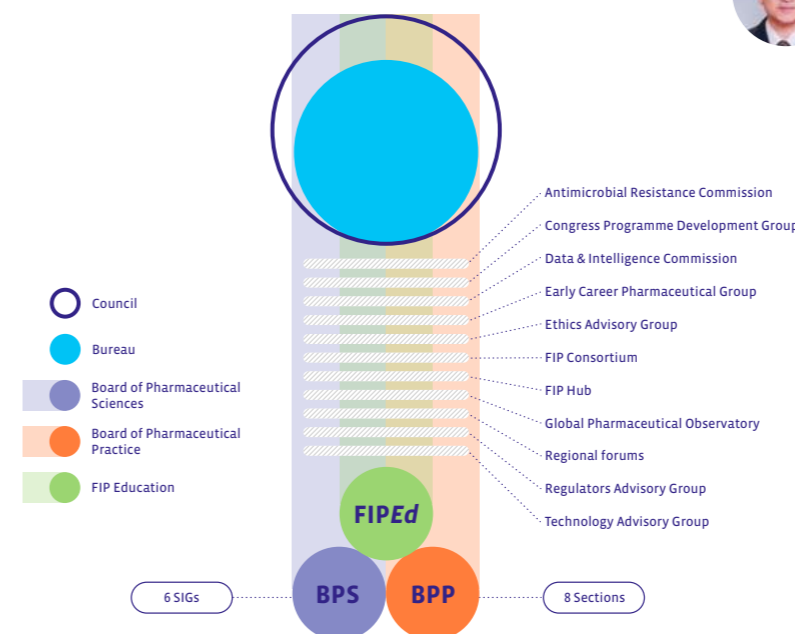 Antimicrobial Resistance Commission
Congress Programme Development Group
Data & Intelligence Commission
Early Career Pharmaceutical Group
Ethics Advisory Group
FIP Consortium
FIP Hub
Global Pharmaceutical Observatory
Regional forums
Regulators Advisory Group
Technology Advisory Group
Council
Bureau
Board of Pharmaceutical
Sciences
Board of Pharmaceutical
Practice
FIP Education
FIPEd
BPS
BPP
6 SIGs
8 Sections